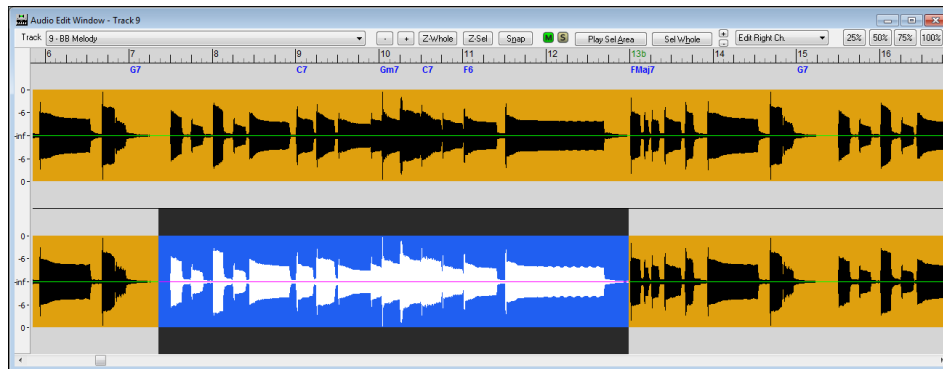 Audio Edit Window - Track 9
Track 9 - BB Melody - + Z-Whole Z-Sel Snap M S Play Sel Area Sel Whole + - Edit Right Ch. 25% 50% 75% 100%
6 7 8 9 10 11 12 13b 14 15 16
G7 C7 Gm7 C7 F6 FMaj7 G7
0-
-6-
-inf-
-6-
0-
0-
-6-
-inf-
-6-
0-